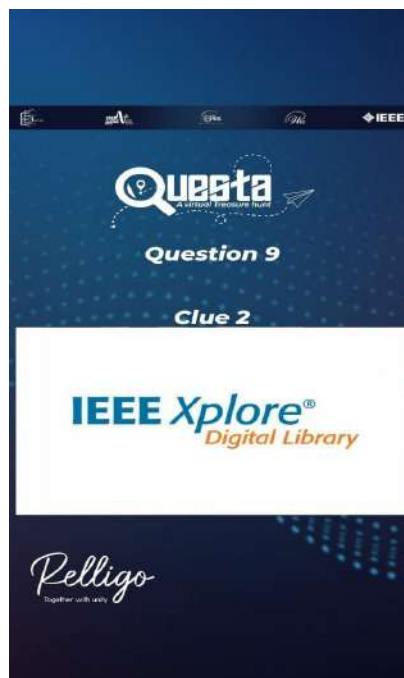 IEEE
Questa
A virtual Treasure hunt
Question 9
Clue 2
IEEE Xplore®
Digital Library
Relligo
Together with unity